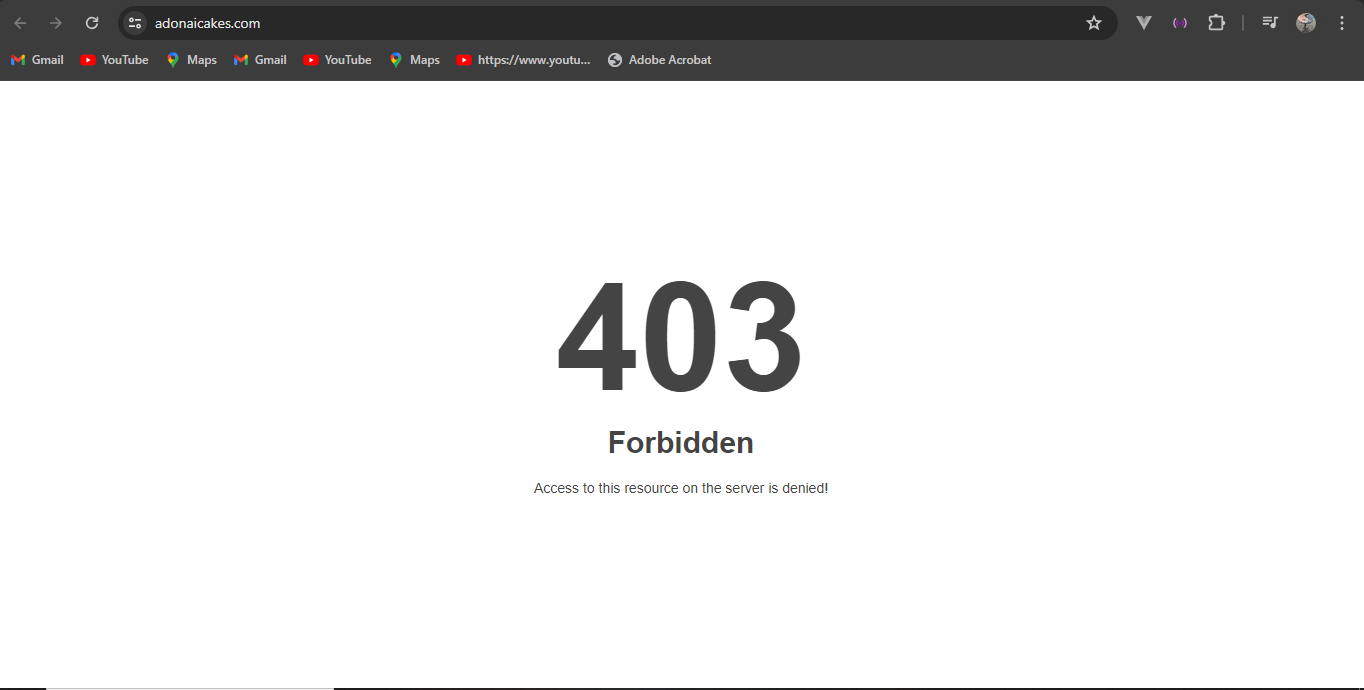 adonaicakes.com
Gmail YouTube Maps Gmail YouTube Maps https://www.youtu... Adobe Acrobat
403
Forbidden
Access to this resource on the server is denied!